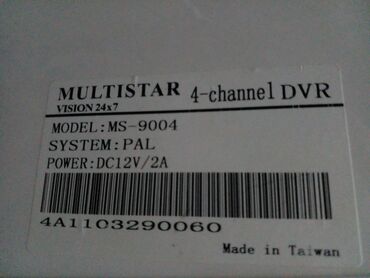 MULTISTAR 4-channel DVR
VISION 24x7
MODEL:MS-9004
SYSTEM:PAL
POWER:DC12V/2A
4A1103290060
Made in Taiwan